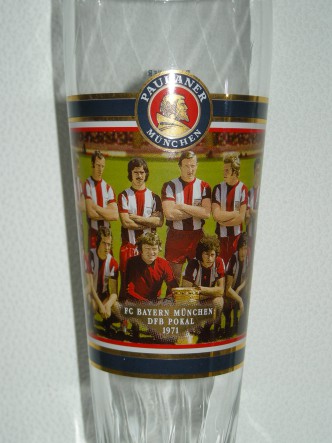 PAULANER
MÜNCHEN
FC BAYERN MÜNCHEN
DFB POKAL
1971